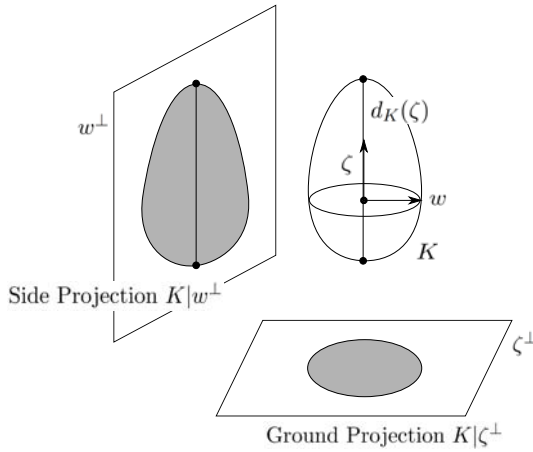 w^⊥
d_K(ζ)
ζ
w
K
Side Projection K|w^⊥
ζ^⊥
Ground Projection K|ζ^⊥